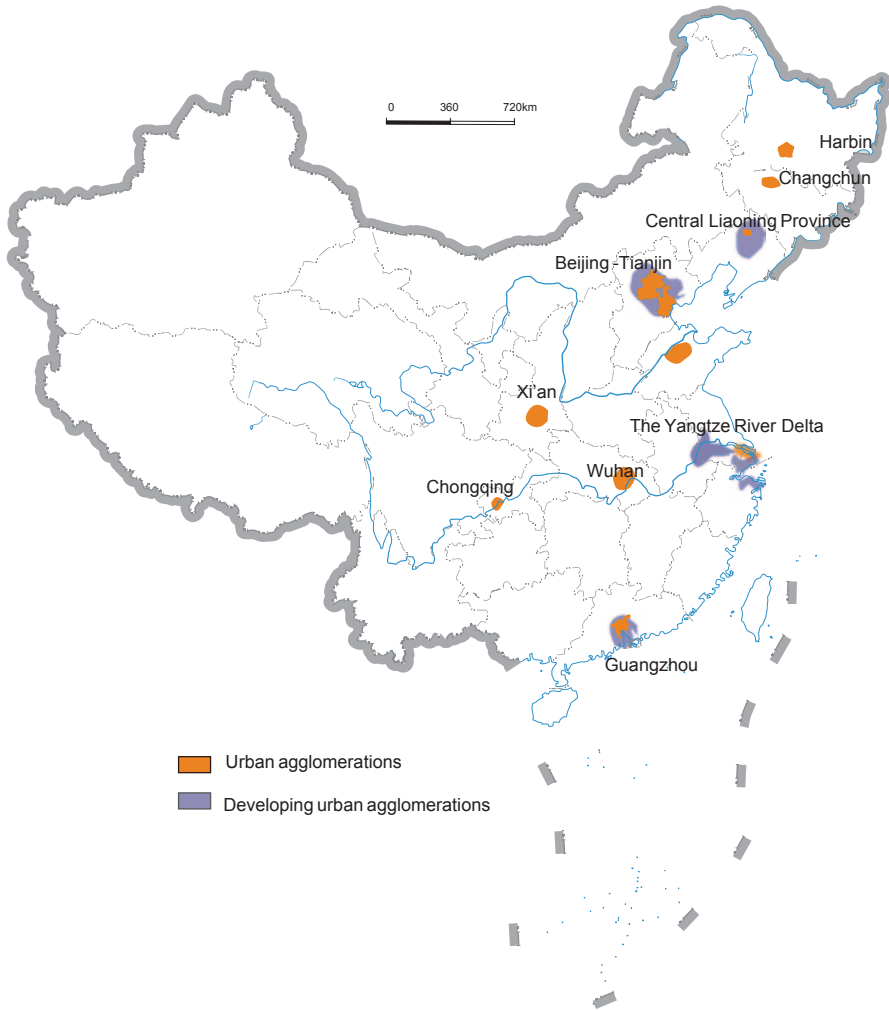 0 360 720km
Harbin
Changchun
Central Liaoning Province
Beijing -Tianjin
Xi’an
The Yangtze River Delta
Wuhan
Chongqing
Guangzhou
Urban agglomerations
Developing urban agglomerations